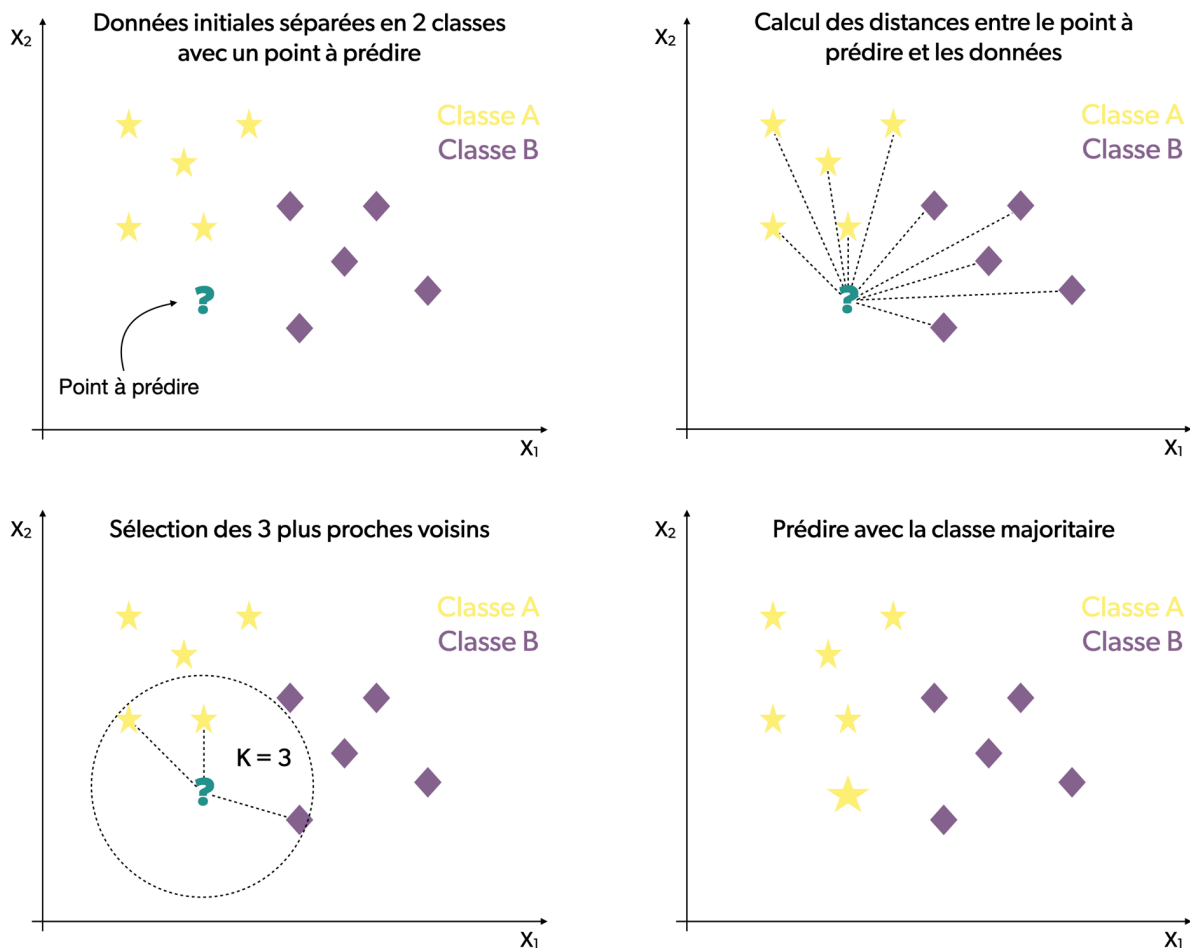 Données initiales séparées en 2 classes
avec un point à prédire
X₂
Classe A
Classe B
?
Point à prédire
X₁
Calcul des distances entre le point à
prédire et les données
X₂
Classe A
Classe B
?
X₁
Sélection des 3 plus proches voisins
X₂
Classe A
Classe B
K = 3
?
X₁
Prédire avec la classe majoritaire
X₂
Classe A
Classe B
X₁